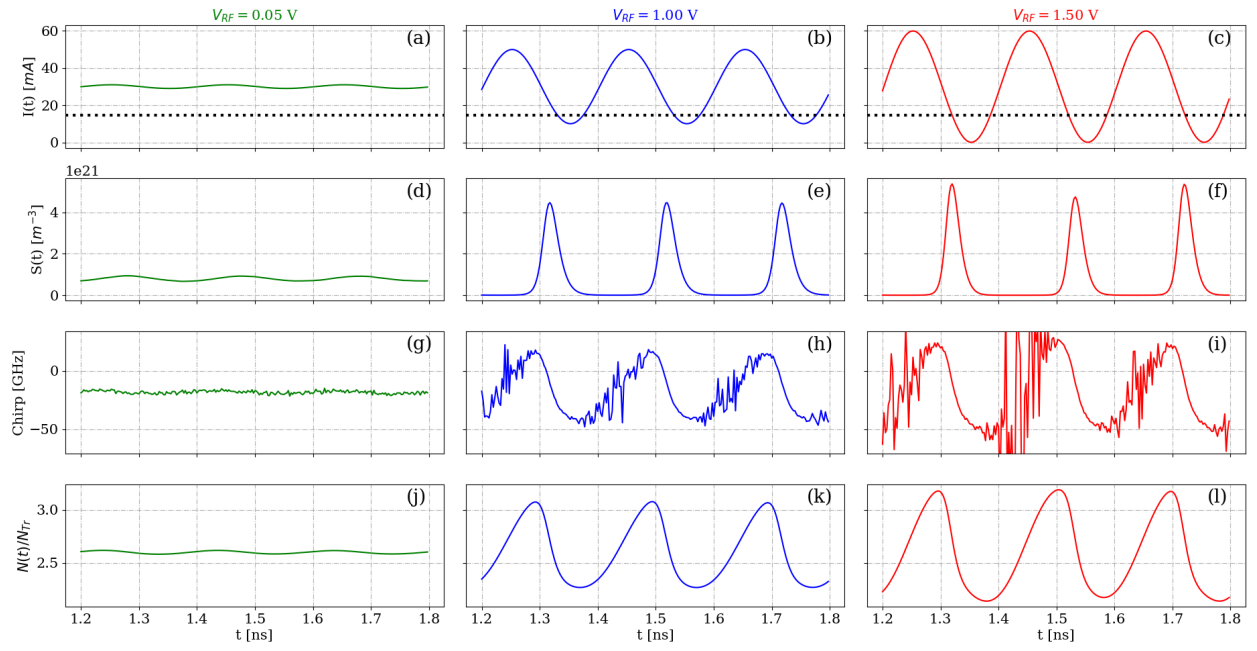 V_RF = 0.05 V V_RF = 1.00 V V_RF = 1.50 V
I(t) [mA]
60
40
20
0
(a) (b) (c)
1e21
S(t) [m⁻³]
4
2
0
(d) (e) (f)
Chirp [GHz]
0
−50
(g) (h) (i)
N(t)/N_Tr
3.0
2.5
(j) (k) (l)
1.2 1.3 1.4 1.5 1.6 1.7 1.8 1.2 1.3 1.4 1.5 1.6 1.7 1.8 1.2 1.3 1.4 1.5 1.6 1.7 1.8
t [ns] t [ns] t [ns]